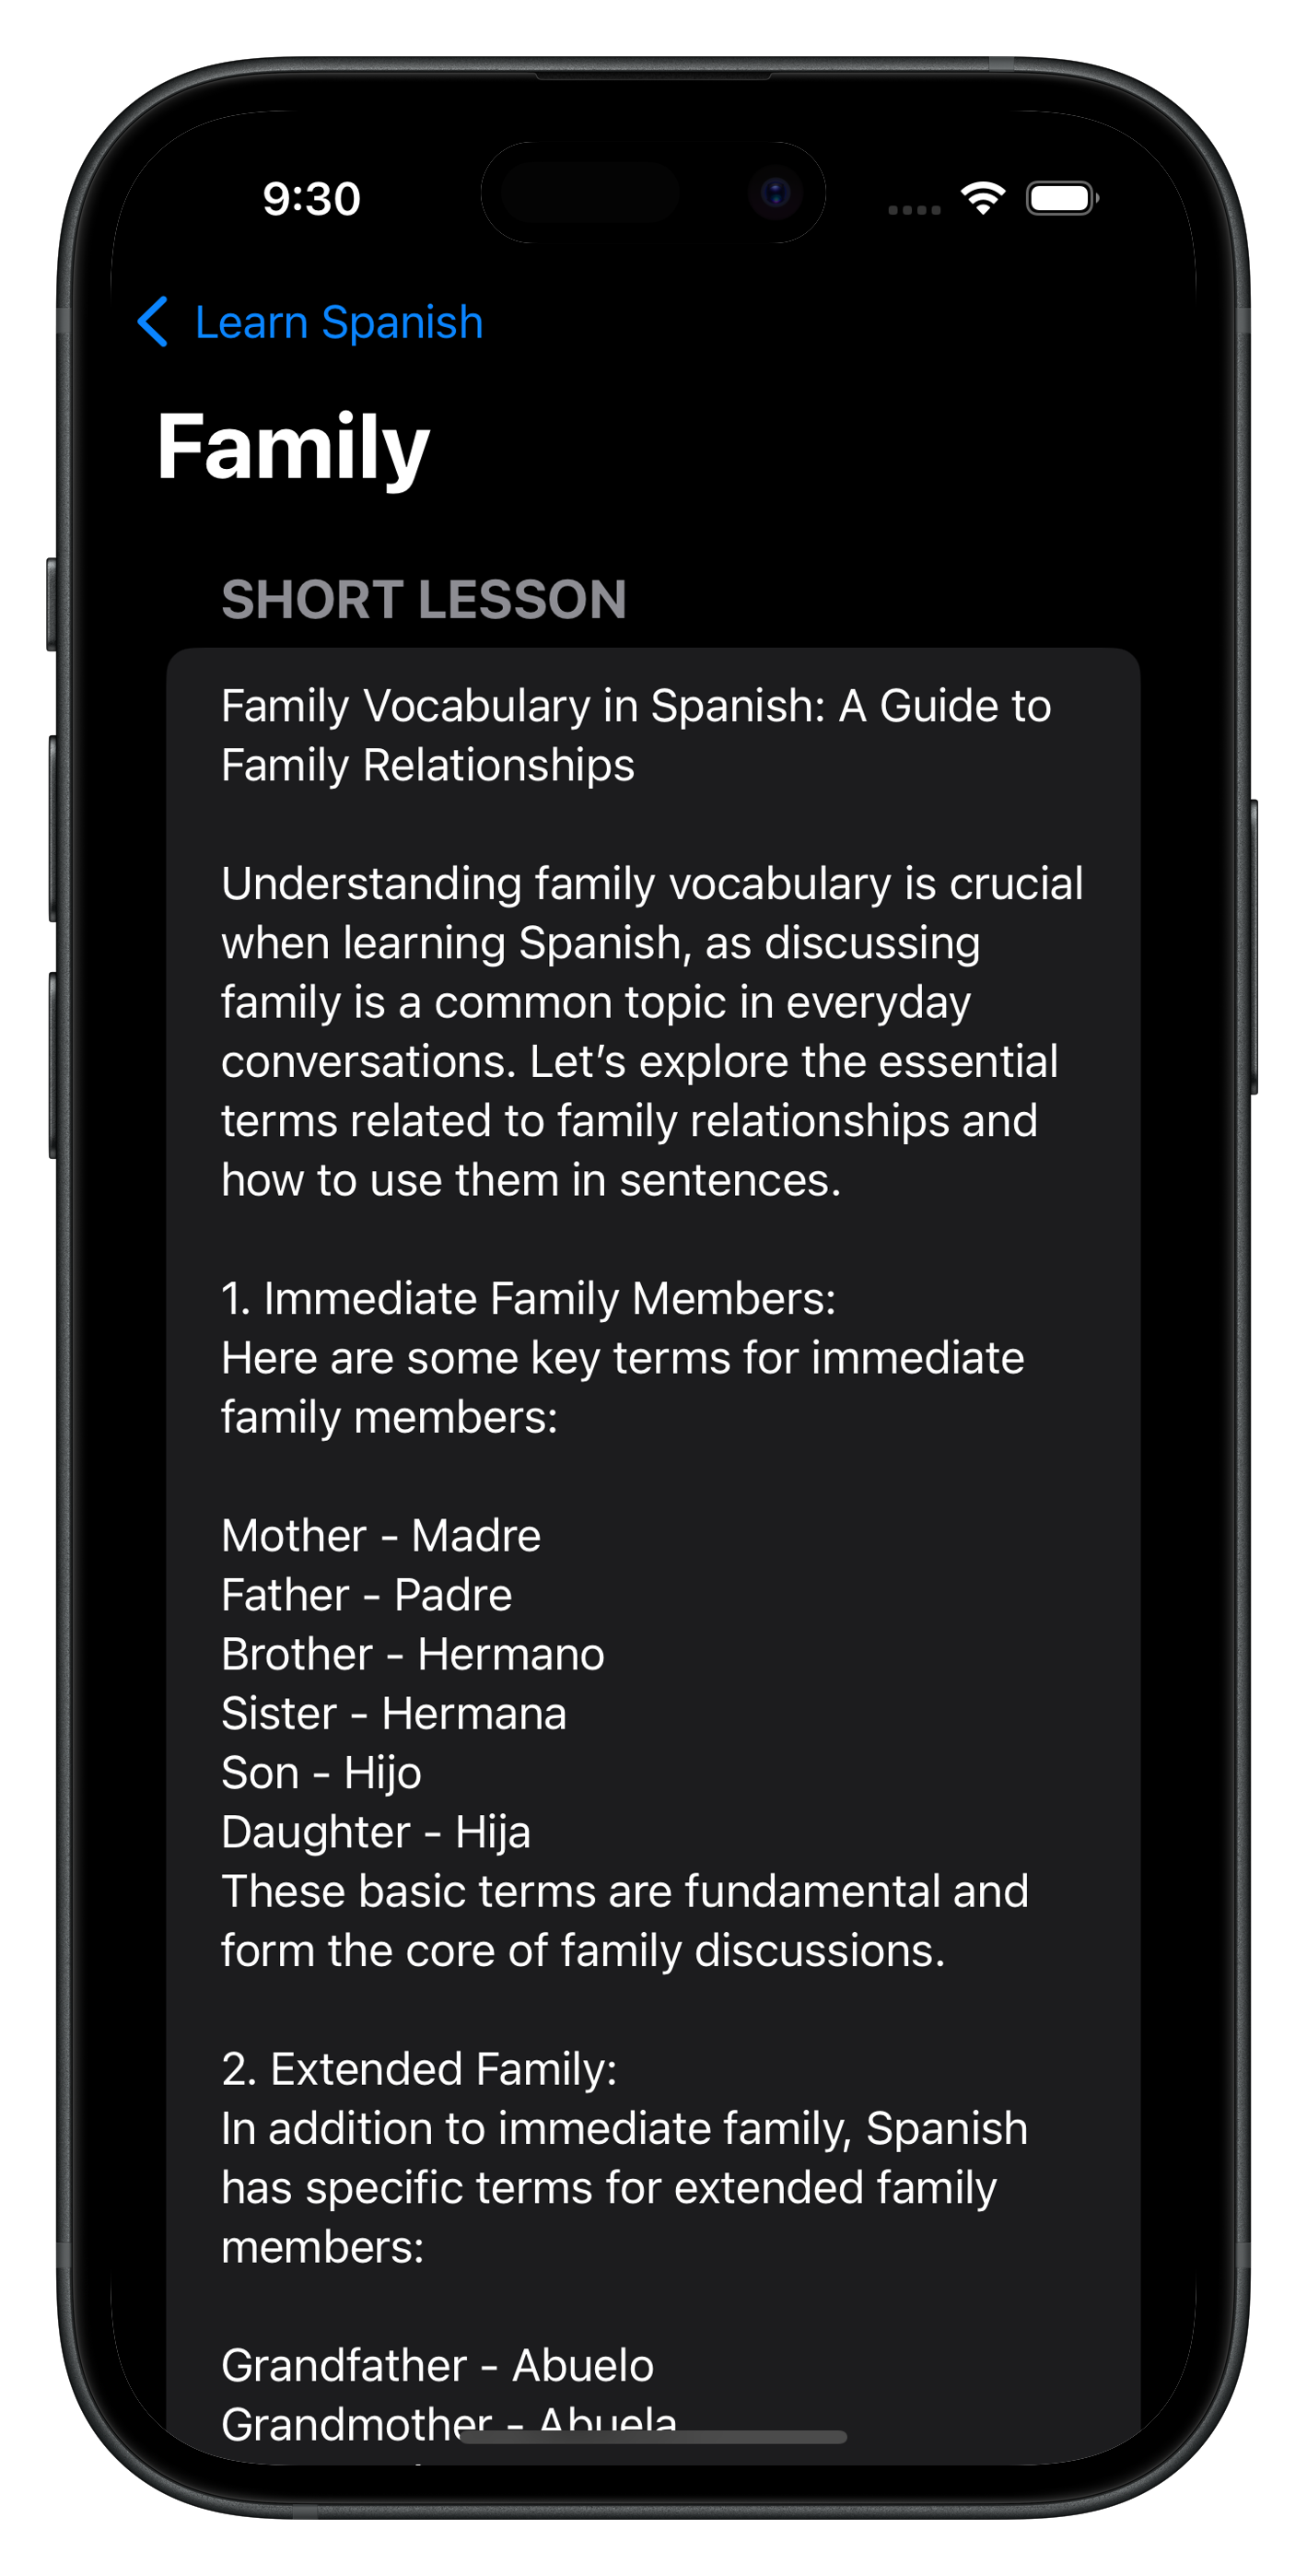 9:30
Learn Spanish
Family
SHORT LESSON
Family Vocabulary in Spanish: A Guide to
Family Relationships
Understanding family vocabulary is crucial
when learning Spanish, as discussing
family is a common topic in everyday
conversations. Let’s explore the essential
terms related to family relationships and
how to use them in sentences.
1. Immediate Family Members:
Here are some key terms for immediate
family members:
Mother - Madre
Father - Padre
Brother - Hermano
Sister - Hermana
Son - Hijo
Daughter - Hija
These basic terms are fundamental and
form the core of family discussions.
2. Extended Family:
In addition to immediate family, Spanish
has specific terms for extended family
members:
Grandfather - Abuelo
Grandmother - Abuela